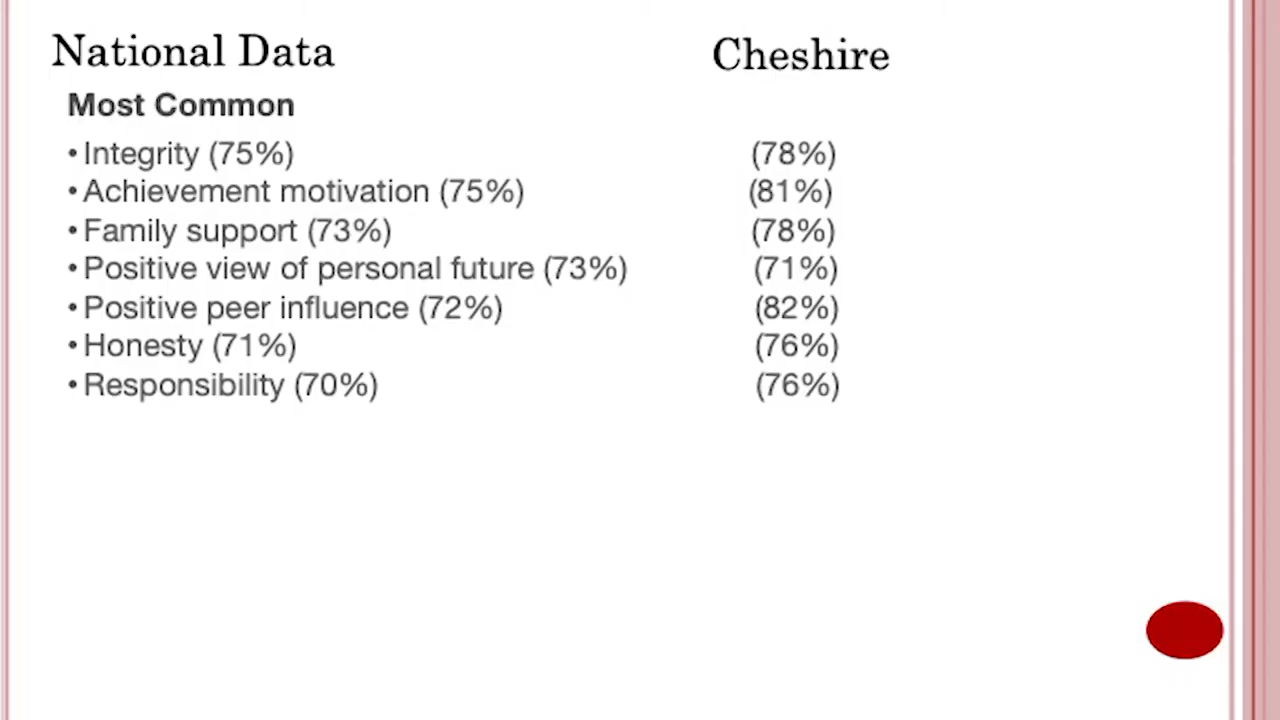 National Data Cheshire
Most Common
• Integrity (75%) (78%)
• Achievement motivation (75%) (81%)
• Family support (73%) (78%)
• Positive view of personal future (73%) (71%)
• Positive peer influence (72%) (82%)
• Honesty (71%) (76%)
• Responsibility (70%) (76%)